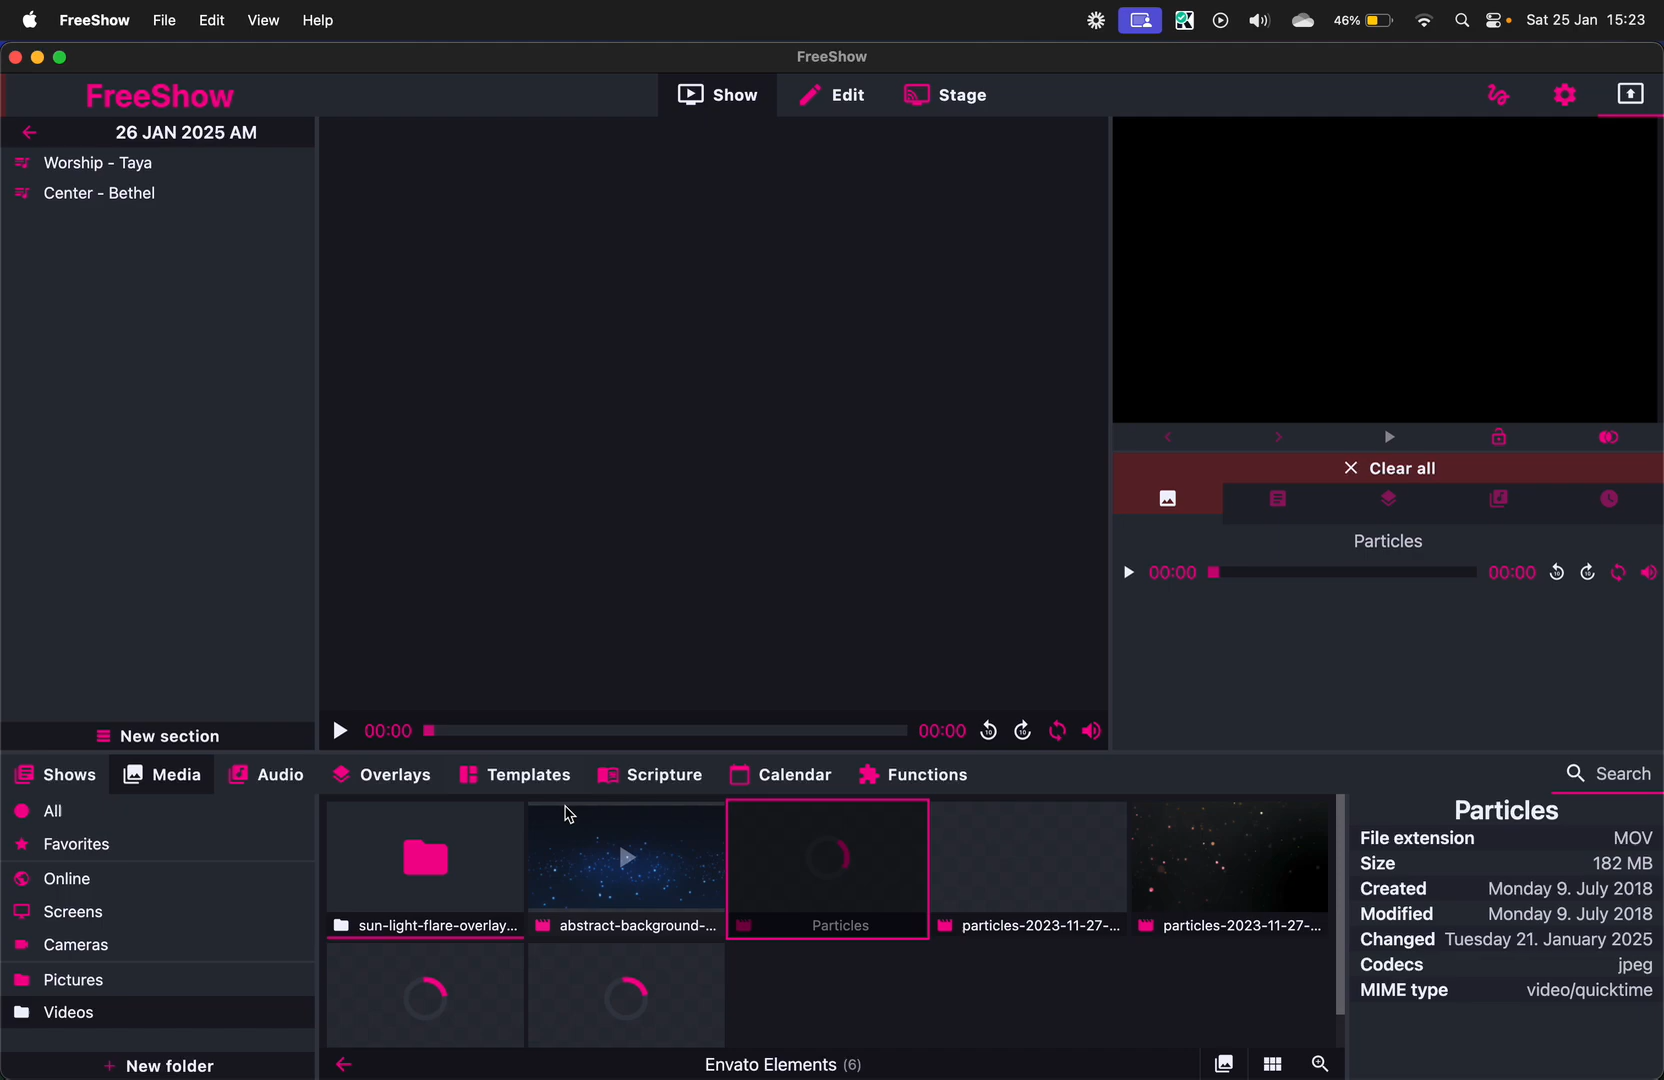 FreeShow File Edit View Help 46% Sat 25 Jan 15:23
FreeShow
FreeShow
Show Edit Stage
26 JAN 2025 AM
Worship - Taya
Center - Bethel
Clear all
Particles
00:00 00:00
00:00 00:00
New section
Shows Media Audio Overlays Templates Scripture Calendar Functions Search
All
Favorites
Online
Screens
Cameras
Pictures
Videos
New folder
sun-light-flare-overlay... abstract-background-... Particles particles-2023-11-27-... particles-2023-11-27-...
Envato Elements (6)
Particles
File extension MOV
Size 182 MB
Created Monday 9. July 2018
Modified Monday 9. July 2018
Changed Tuesday 21. January 2025
Codecs jpeg
MIME type video/quicktime